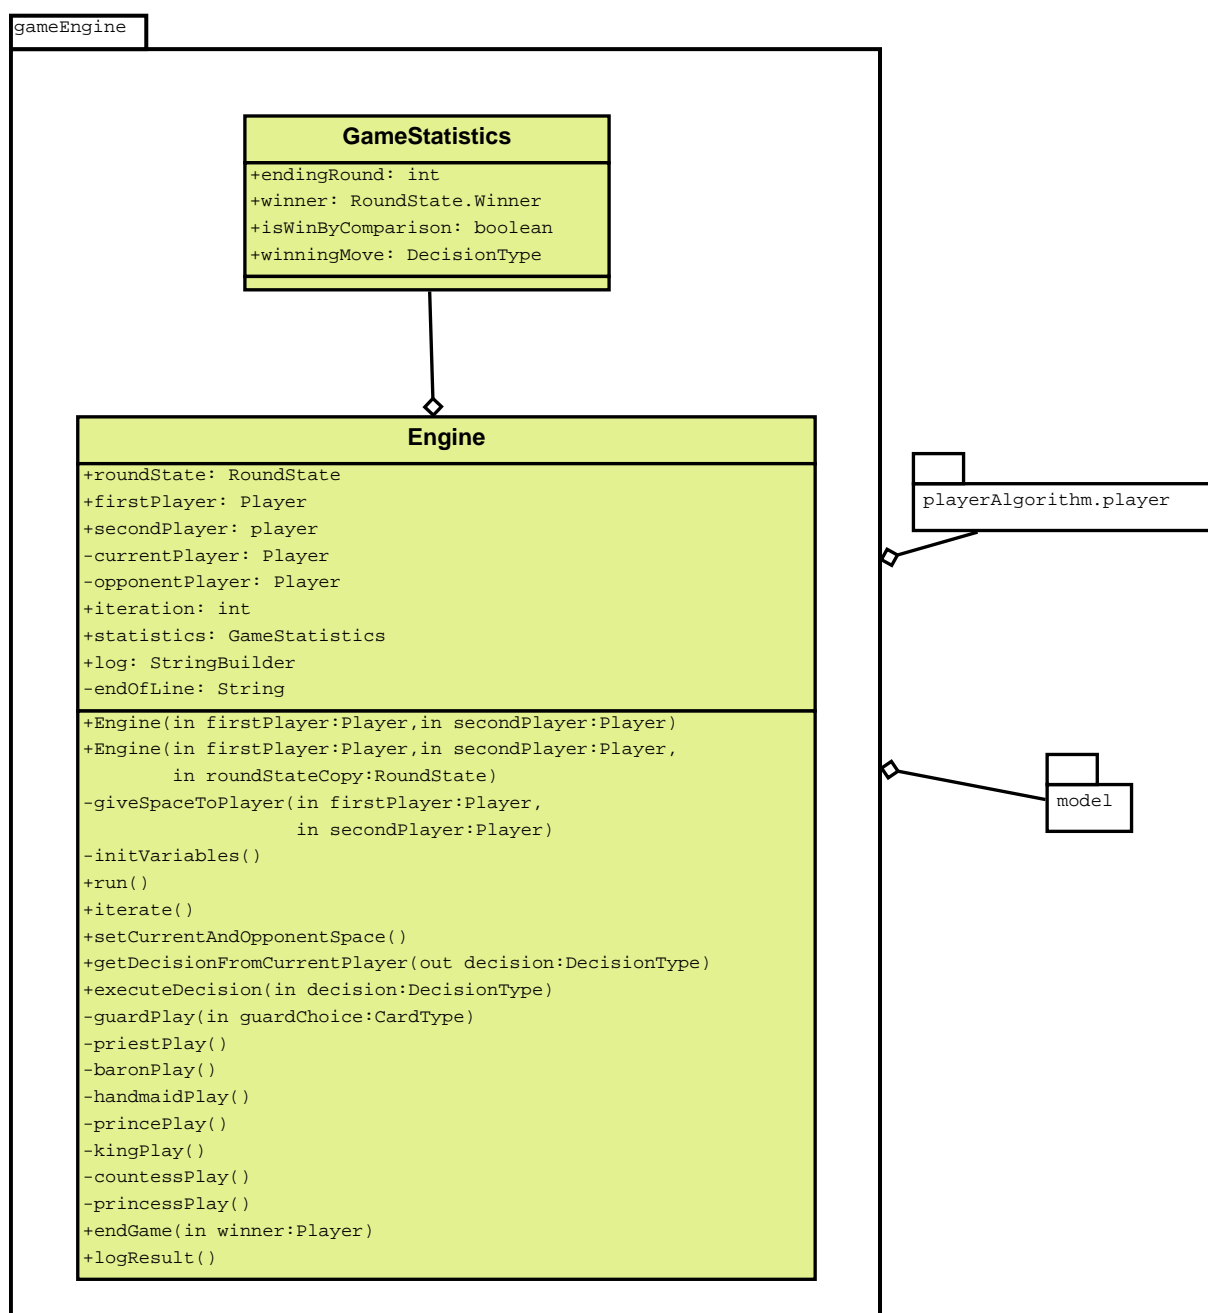 gameEngine
GameStatistics
+endingRound: int
+winner: RoundState.Winner
+isWinByComparison: boolean
+winningMove: DecisionType
Engine
+roundState: RoundState
+firstPlayer: Player
+secondPlayer: player
-currentPlayer: Player
-opponentPlayer: Player
+iteration: int
+statistics: GameStatistics
+log: StringBuilder
-endOfLine: String
+Engine(in firstPlayer:Player,in secondPlayer:Player)
+Engine(in firstPlayer:Player,in secondPlayer:Player,
in roundStateCopy:RoundState)
-giveSpaceToPlayer(in firstPlayer:Player,
in secondPlayer:Player)
-initVariables()
+run()
+iterate()
+setCurrentAndOpponentSpace()
+getDecisionFromCurrentPlayer(out decision:DecisionType)
+executeDecision(in decision:DecisionType)
-guardPlay(in guardChoice:CardType)
-priestPlay()
-baronPlay()
-handmaidPlay()
-princePlay()
-kingPlay()
-countessPlay()
-princessPlay()
+endGame(in winner:Player)
+logResult()
playerAlgorithm.player
model